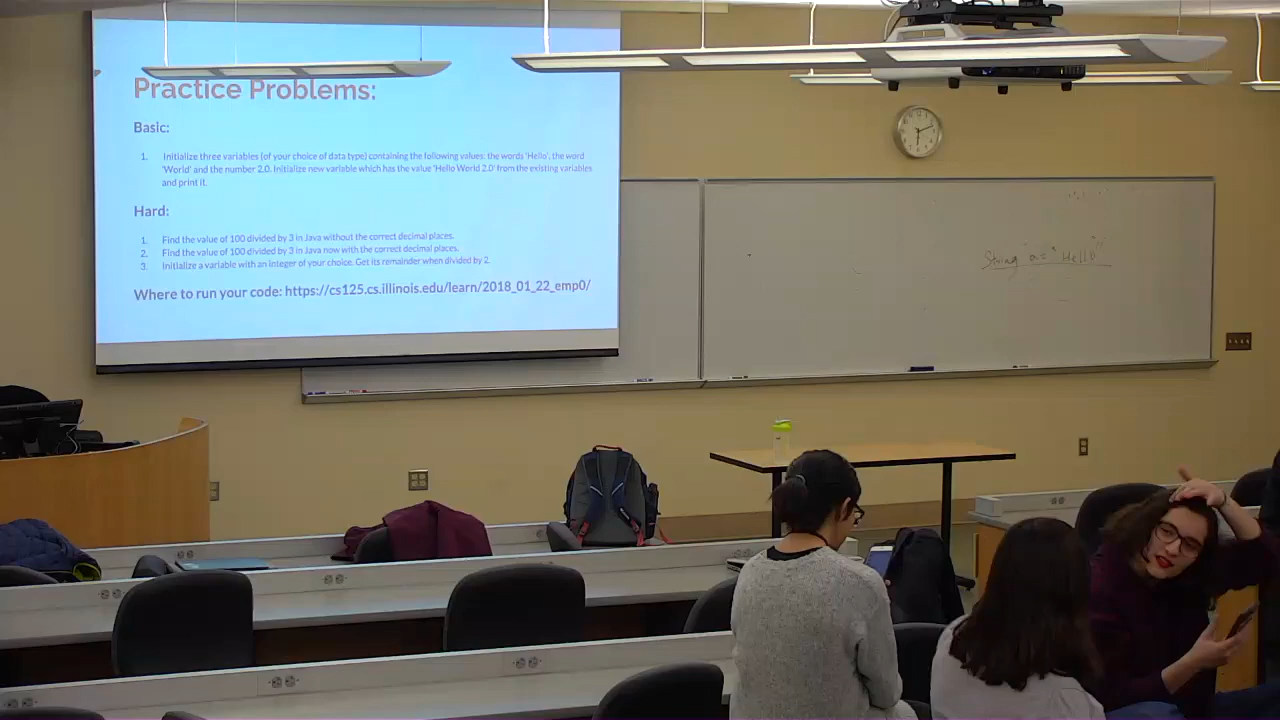 Practice Problems:
Basic:
1. Initialize three variables (of your choice of data type) containing the following values: the words 'Hello', the word
'World' and the number 2.0. Initialize new variable which has the value 'Hello World 2.0' from the existing variables
and print it.
Hard:
1. Find the value of 100 divided by 3 in Java without the correct decimal places.
2. Find the value of 100 divided by 3 in Java now with the correct decimal places.
3. Initialize a variable with an integer of your choice. Get its remainder when divided by 2.
Where to run your code: https://cs125.cs.illinois.edu/learn/2018_01_22_emp0/
String a = "Hello"